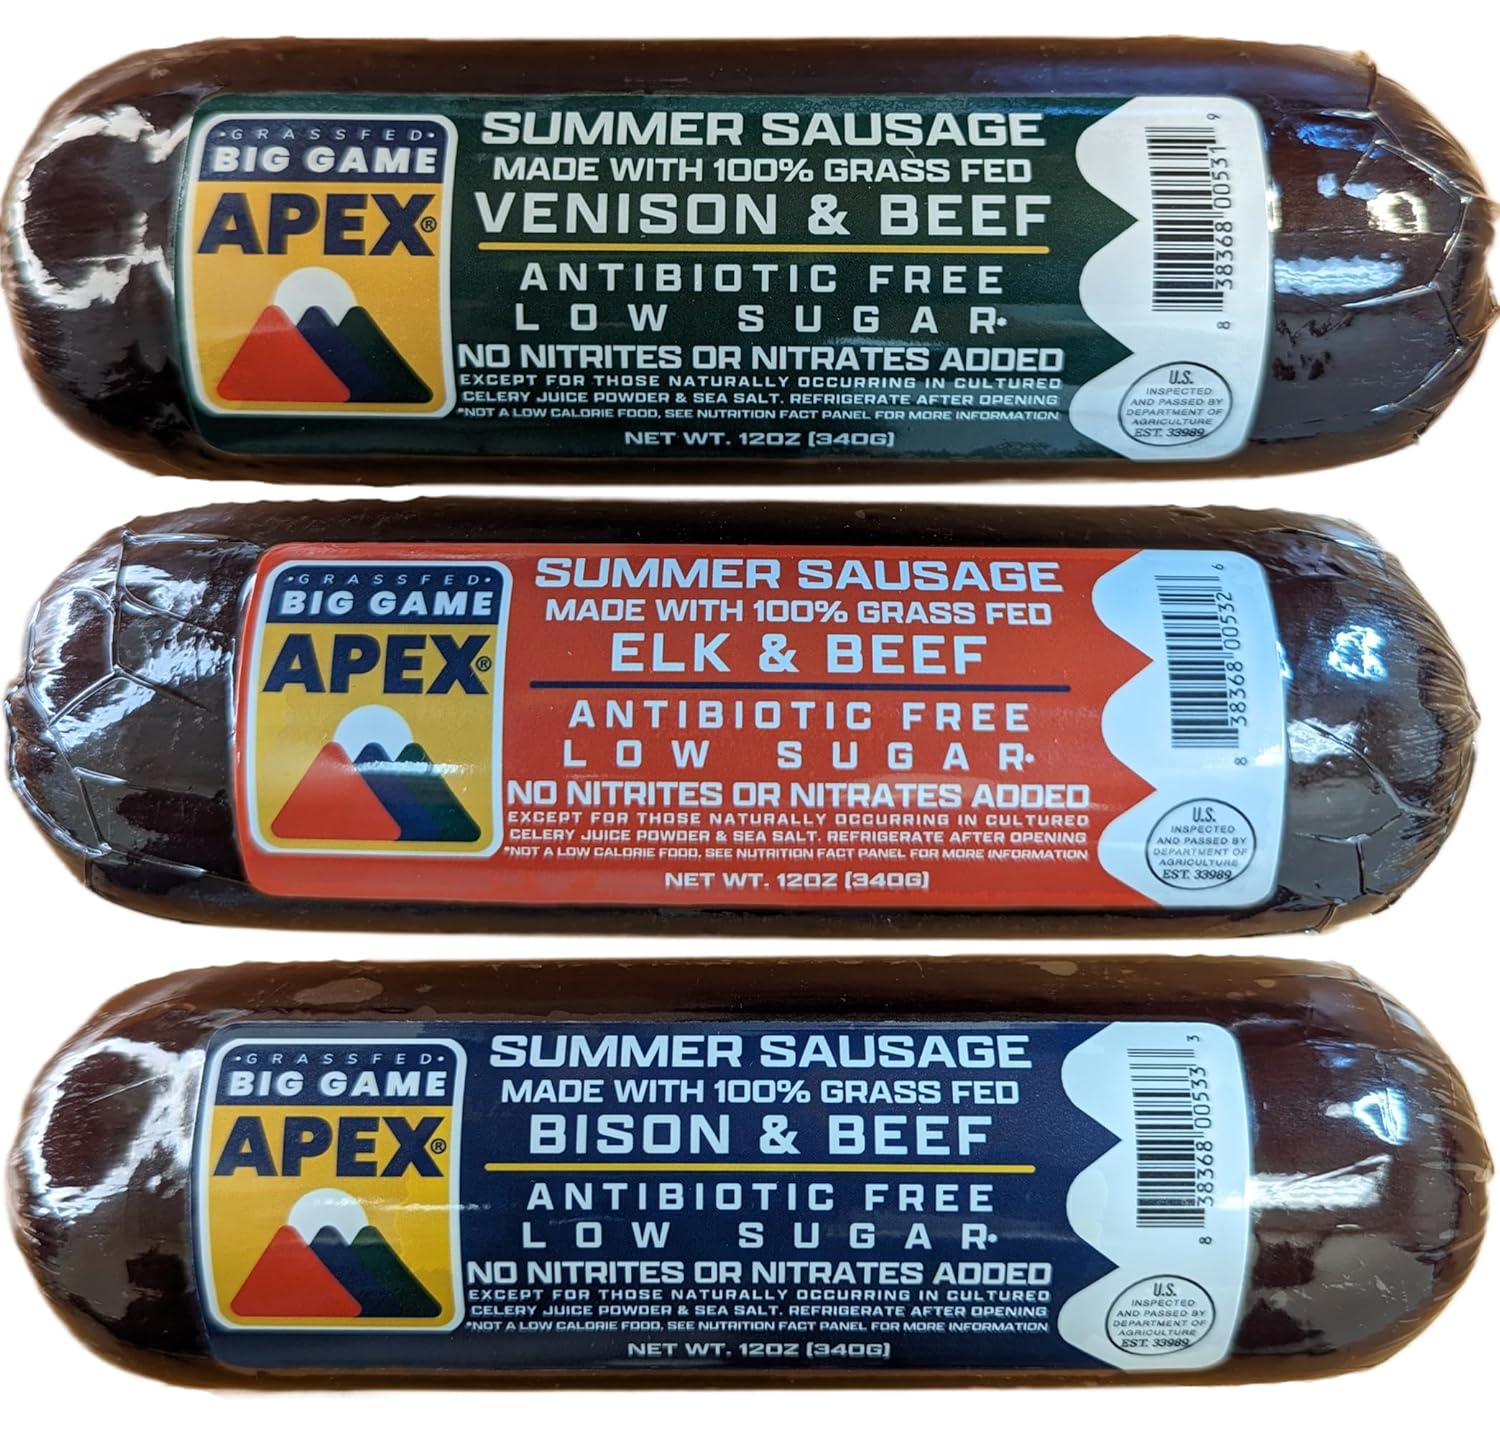 ·GRASSFED·
BIG GAME
APEX®
SUMMER SAUSAGE
MADE WITH 100% GRASS FED
VENISON & BEEF
ANTIBIOTIC FREE
LOW SUGAR*
NO NITRITES OR NITRATES ADDED
EXCEPT FOR THOSE NATURALLY OCCURRING IN CULTURED
CELERY JUICE POWDER & SEA SALT. REFRIGERATE AFTER OPENING
*NOT A LOW CALORIE FOOD, SEE NUTRITION FACT PANEL FOR MORE INFORMATION
NET WT. 12OZ (340G)
8 38368 00531 9
U.S.
INSPECTED
AND PASSED BY
DEPARTMENT OF
AGRICULTURE
EST. 33989
·GRASSFED·
BIG GAME
APEX®
SUMMER SAUSAGE
MADE WITH 100% GRASS FED
ELK & BEEF
ANTIBIOTIC FREE
LOW SUGAR*
NO NITRITES OR NITRATES ADDED
EXCEPT FOR THOSE NATURALLY OCCURRING IN CULTURED
CELERY JUICE POWDER & SEA SALT. REFRIGERATE AFTER OPENING
*NOT A LOW CALORIE FOOD, SEE NUTRITION FACT PANEL FOR MORE INFORMATION
NET WT. 12OZ (340G)
8 38368 00532 6
U.S.
INSPECTED
AND PASSED BY
DEPARTMENT OF
AGRICULTURE
EST. 33989
·GRASSFED·
BIG GAME
APEX®
SUMMER SAUSAGE
MADE WITH 100% GRASS FED
BISON & BEEF
ANTIBIOTIC FREE
LOW SUGAR*
NO NITRITES OR NITRATES ADDED
EXCEPT FOR THOSE NATURALLY OCCURRING IN CULTURED
CELERY JUICE POWDER & SEA SALT. REFRIGERATE AFTER OPENING
*NOT A LOW CALORIE FOOD, SEE NUTRITION FACT PANEL FOR MORE INFORMATION
NET WT. 12OZ (340G)
8 38368 00533 3
U.S.
INSPECTED
AND PASSED BY
DEPARTMENT OF
AGRICULTURE
EST. 33989